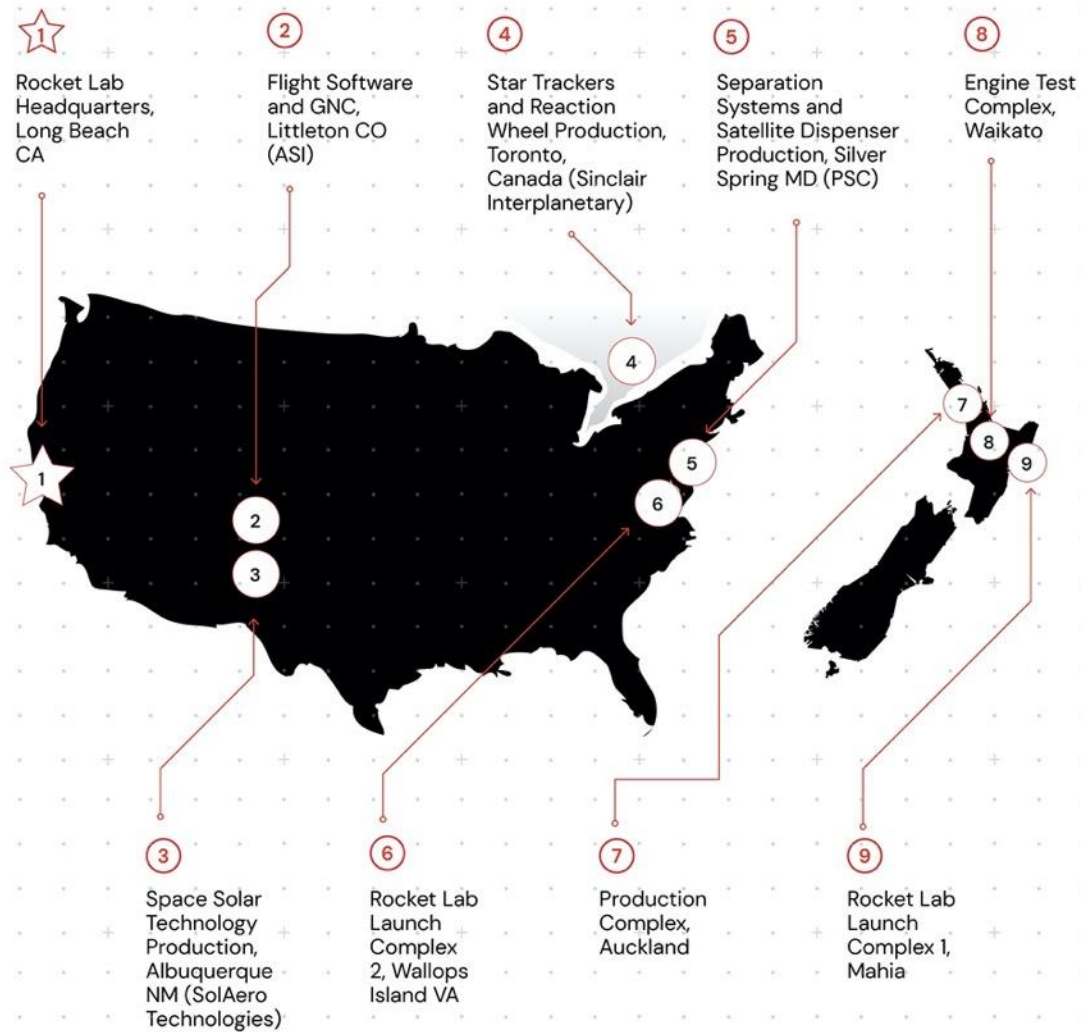 1
Rocket Lab
Headquarters,
Long Beach
CA
2
Flight Software
and GNC,
Littleton CO
(ASI)
4
Star Trackers
and Reaction
Wheel Production,
Toronto,
Canada (Sinclair
Interplanetary)
5
Separation
Systems and
Satellite Dispenser
Production, Silver
Spring MD (PSC)
8
Engine Test
Complex,
Waikato
4
7
8
9
1
5
6
2
3
3
Space Solar
Technology
Production,
Albuquerque
NM (SolAero
Technologies)
6
Rocket Lab
Launch
Complex
2, Wallops
Island VA
7
Production
Complex,
Auckland
9
Rocket Lab
Launch
Complex 1,
Mahia